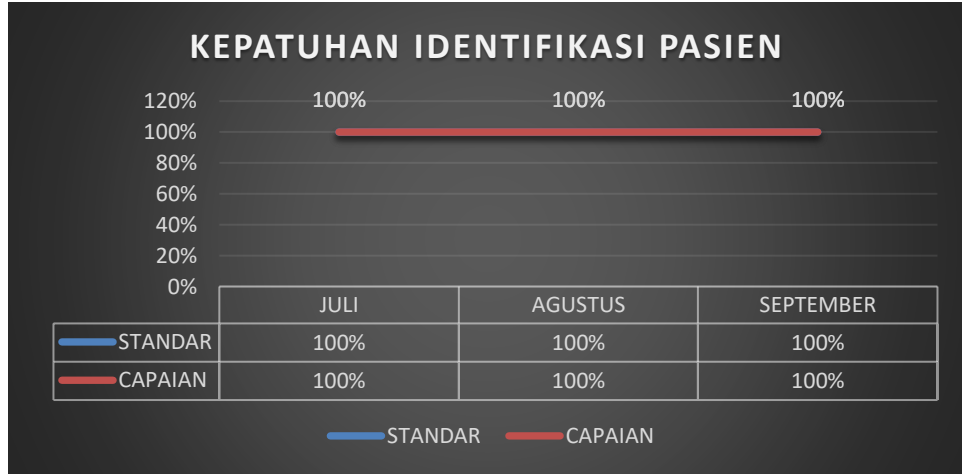 KEPATUHAN IDENTIFIKASI PASIEN
120% 100% 100% 100%
100%
80%
60%
40%
20%
0%
JULI AGUSTUS SEPTEMBER
STANDAR 100% 100% 100%
CAPAIAN 100% 100% 100%
STANDAR CAPAIAN